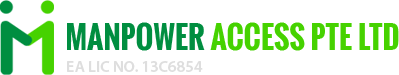 MANPOWER ACCESS PTE LTD
EA LIC NO. 13C6854